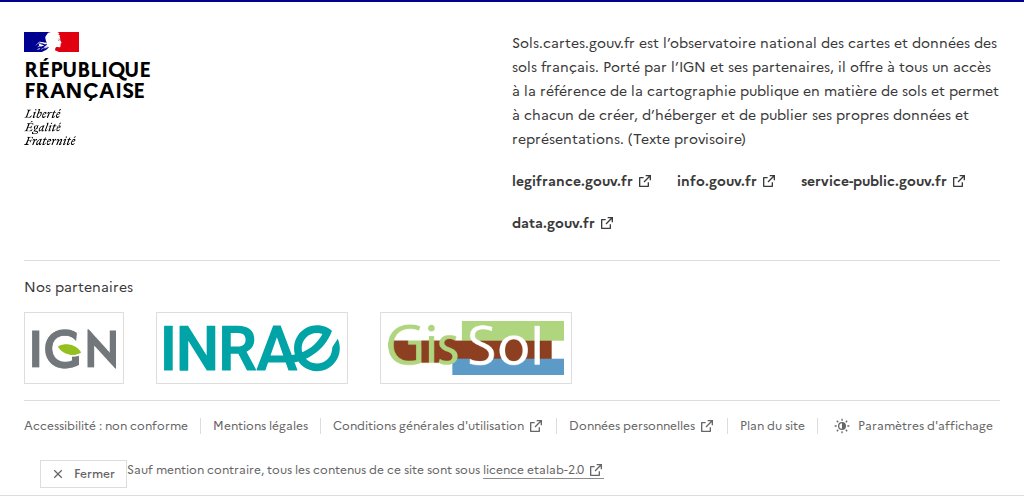 RÉPUBLIQUE
FRANÇAISE
Liberté
Égalité
Fraternité
Sols.cartes.gouv.fr est l’observatoire national des cartes et données des
sols français. Porté par l’IGN et ses partenaires, il offre à tous un accès
à la référence de la cartographie publique en matière de sols et permet
à chacun de créer, d’héberger et de publier ses propres données et
représentations. (Texte provisoire)
legifrance.gouv.fr info.gouv.fr service-public.gouv.fr
data.gouv.fr
Nos partenaires
IGN INRAE GisSol
Accessibilité : non conforme Mentions légales Conditions générales d'utilisation Données personnelles Plan du site Paramètres d'affichage
Fermer Sauf mention contraire, tous les contenus de ce site sont sous licence etalab-2.0